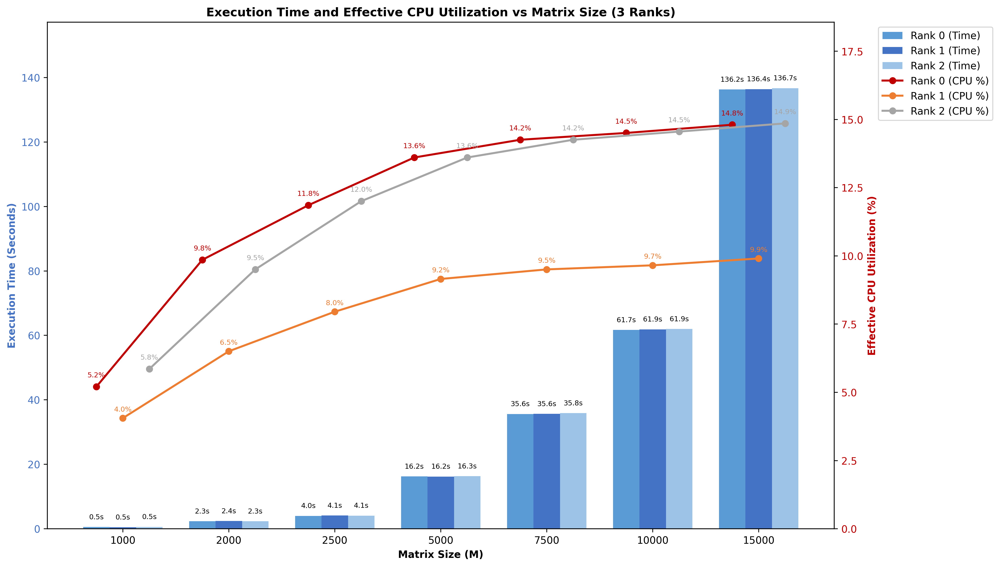 Execution Time and Effective CPU Utilization vs Matrix Size (3 Ranks)
Rank 0 (Time)
Rank 1 (Time)
Rank 2 (Time)
Rank 0 (CPU %)
Rank 1 (CPU %)
Rank 2 (CPU %)
Execution Time (Seconds)
140
120
100
80
60
40
20
0
17.5
15.0
12.5
10.0
7.5
5.0
2.5
0.0
Effective CPU Utilization (%)
136.2s 136.4s 136.7s
14.8% 14.9%
14.2% 14.2% 14.5% 14.5%
13.6% 13.6%
11.8% 12.0%
9.8% 9.5%
5.2% 5.8%
4.0% 6.5% 8.0% 9.2% 9.5% 9.7% 9.9%
0.5s 0.5s 0.5s
2.3s 2.4s 2.3s
4.0s 4.1s 4.1s
16.2s 16.2s 16.3s
35.6s 35.6s 35.8s
61.7s 61.9s 61.9s
1000 2000 2500 5000 7500 10000 15000
Matrix Size (M)